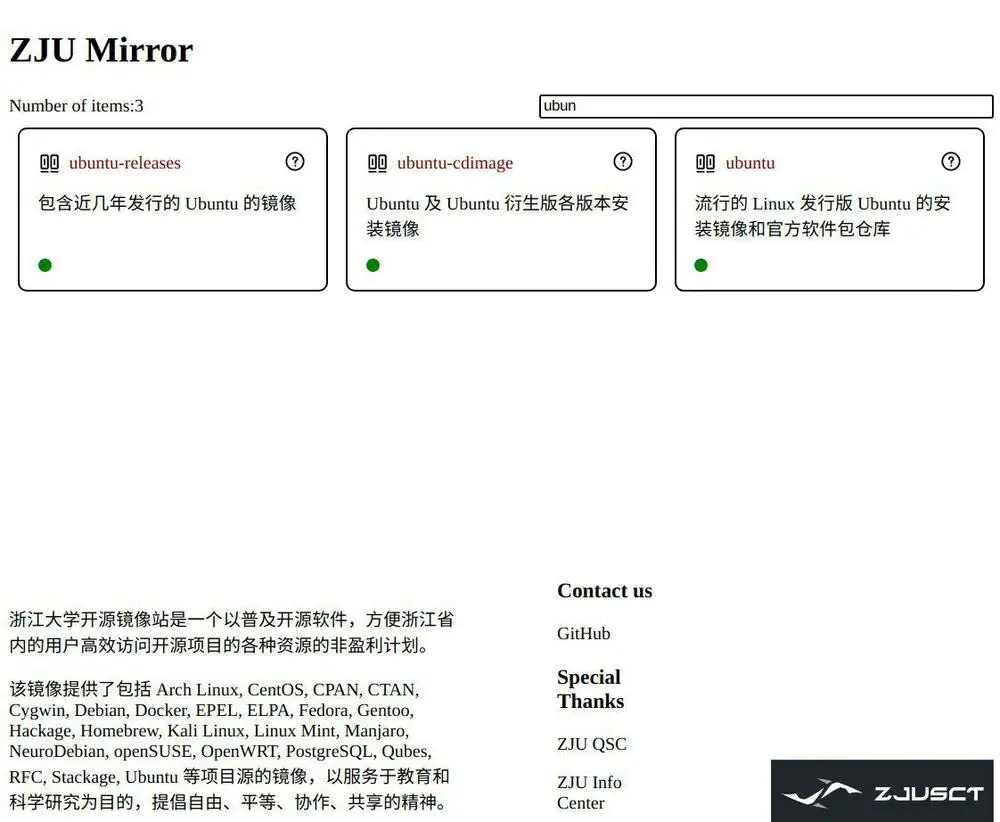 ZJU Mirror
Number of items:3
ubun
ubuntu-releases
包含近几年发行的 Ubuntu 的镜像
ubuntu-cdimage
Ubuntu 及 Ubuntu 衍生版各版本安
装镜像
ubuntu
流行的 Linux 发行版 Ubuntu 的安
装镜像和官方软件包仓库
浙江大学开源镜像站是一个以普及开源软件，方便浙江省
内的用户高效访问开源项目的各种资源的非盈利计划。
该镜像提供了包括 Arch Linux, CentOS, CPAN, CTAN,
Cygwin, Debian, Docker, EPEL, ELPA, Fedora, Gentoo,
Hackage, Homebrew, Kali Linux, Linux Mint, Manjaro,
NeuroDebian, openSUSE, OpenWRT, PostgreSQL, Qubes,
RFC, Stackage, Ubuntu 等项目源的镜像，以服务于教育和
科学研究为目的，提倡自由、平等、协作、共享的精神。
Contact us
GitHub
Special
Thanks
ZJU QSC
ZJU Info
Center
ZJUSCT